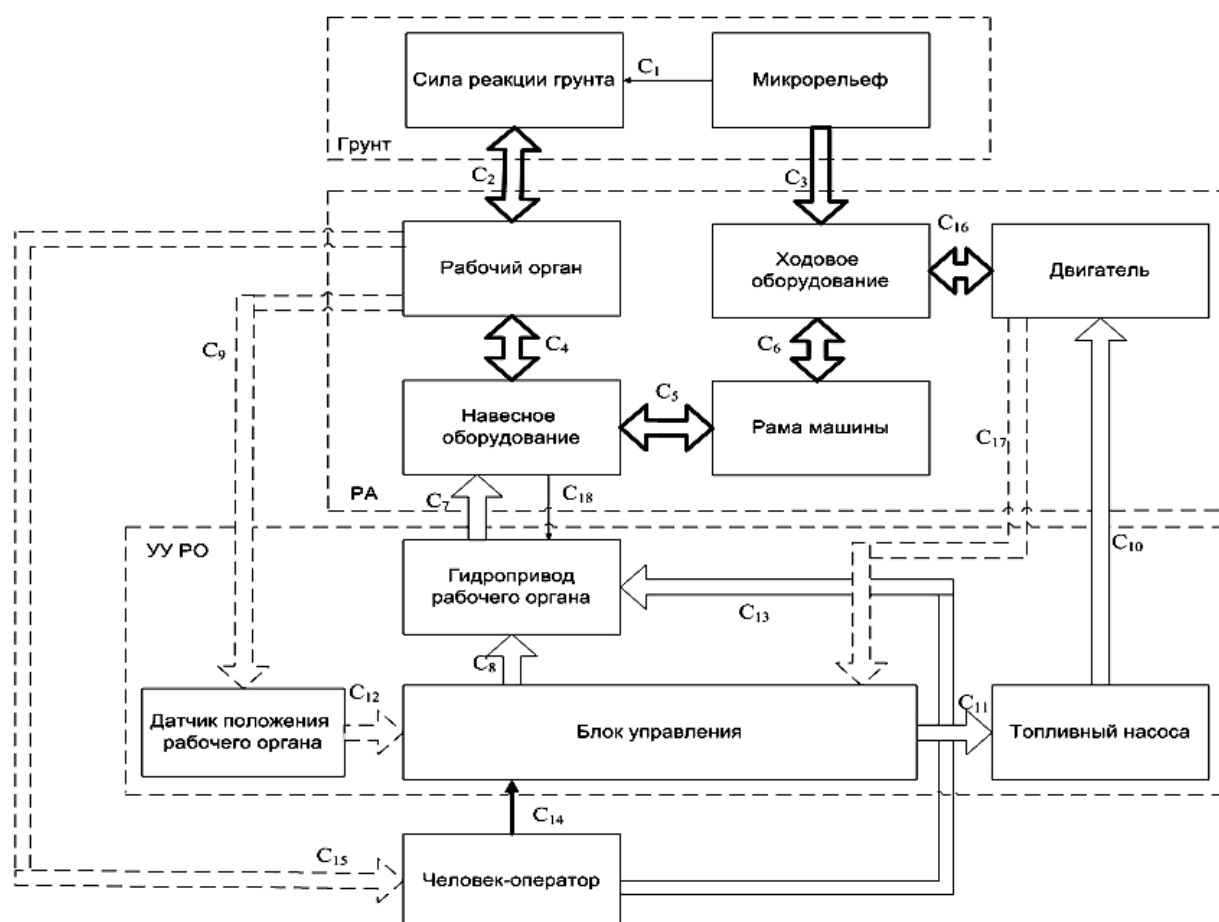 Сила реакции грунта
C1
Микрорельеф
Грунт
C2
C3
Рабочий орган
Ходовое
оборудование
C16
Двигатель
C9
C4
C6
Навесное
оборудование
C5
Рама машины
C17
РА
C7
C18
УУ РО
Гидропривод
рабочего органа
C13
C10
C8
Датчик положения
рабочего органа
C12
Блок управления
C11
Топливный насоса
C14
C15
Человек-оператор